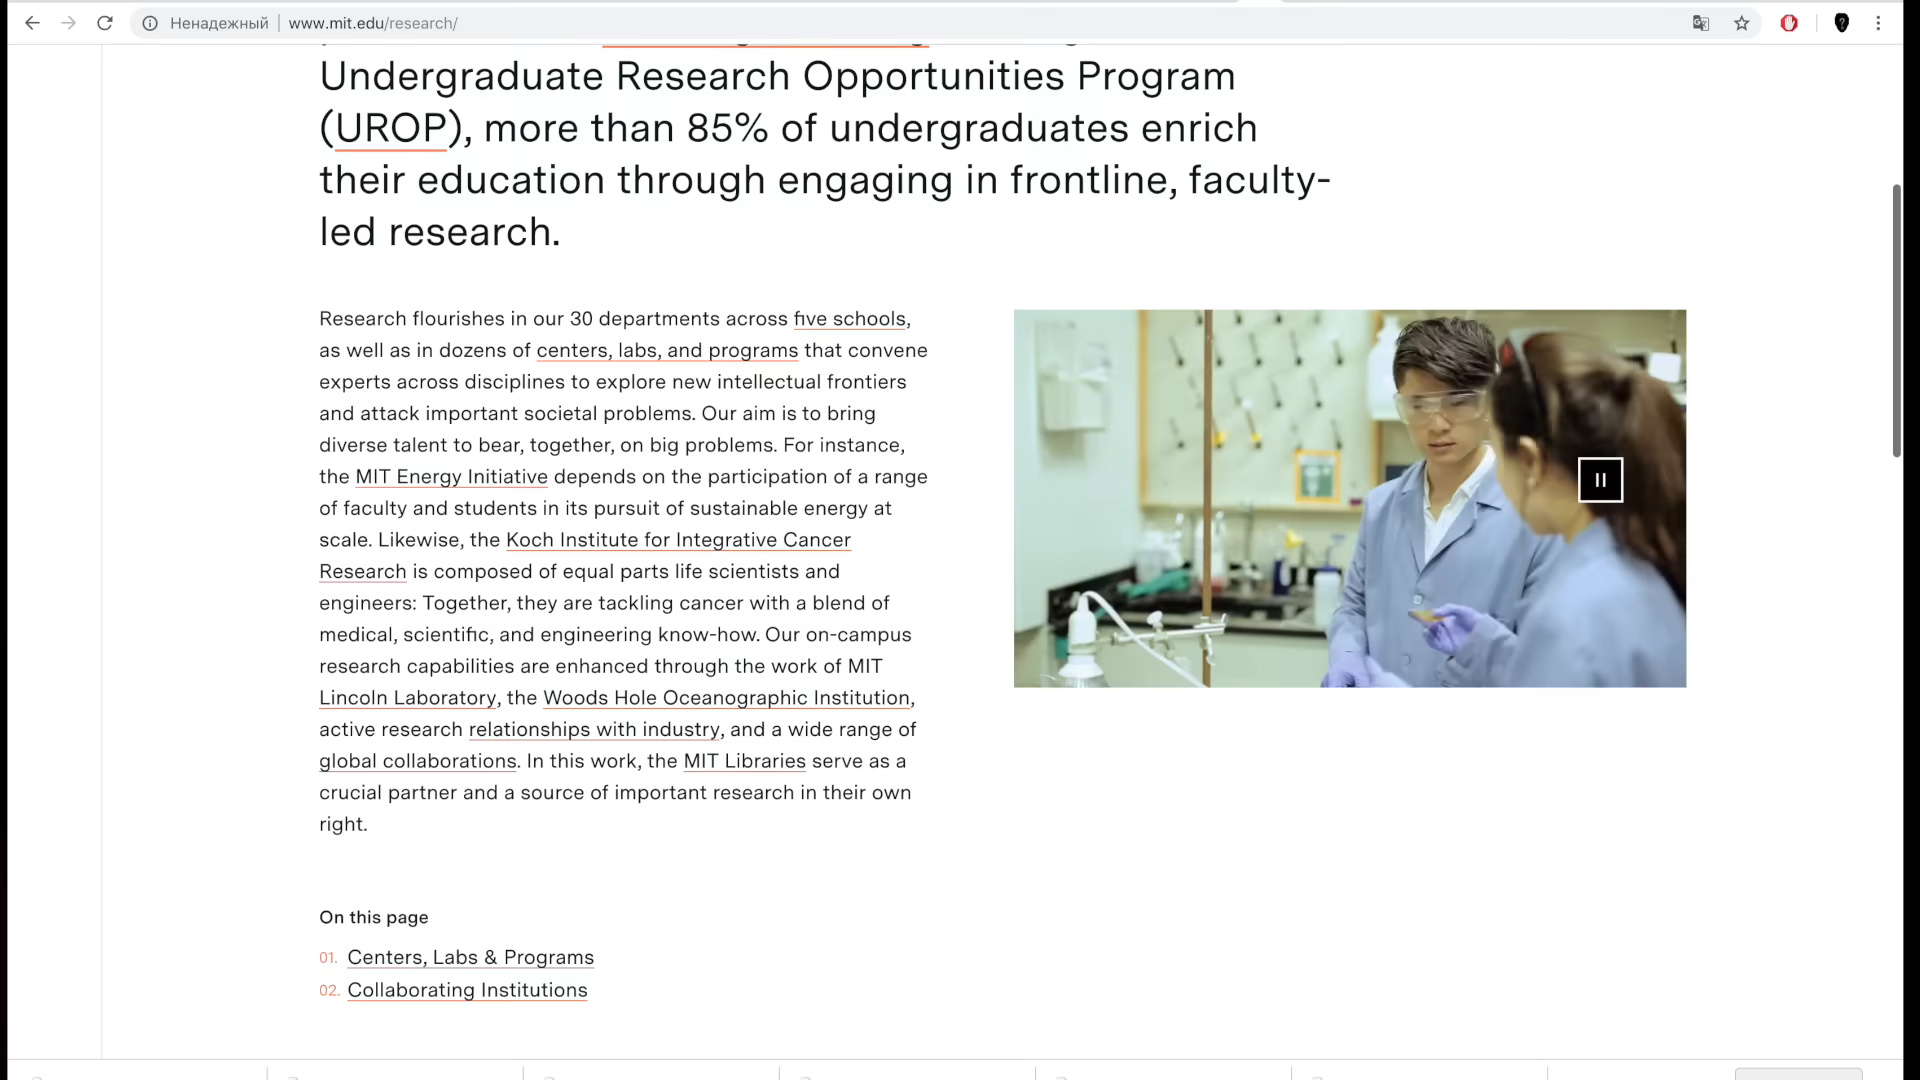 Ненадежный
www.mit.edu/research/
Undergraduate Research Opportunities Program
(UROP), more than 85% of undergraduates enrich
their education through engaging in frontline, faculty-
led research.
Research flourishes in our 30 departments across five schools,
as well as in dozens of centers, labs, and programs that convene
experts across disciplines to explore new intellectual frontiers
and attack important societal problems. Our aim is to bring
diverse talent to bear, together, on big problems. For instance,
the MIT Energy Initiative depends on the participation of a range
of faculty and students in its pursuit of sustainable energy at
scale. Likewise, the Koch Institute for Integrative Cancer
Research is composed of equal parts life scientists and
engineers: Together, they are tackling cancer with a blend of
medical, scientific, and engineering know-how. Our on-campus
research capabilities are enhanced through the work of MIT
Lincoln Laboratory, the Woods Hole Oceanographic Institution,
active research relationships with industry, and a wide range of
global collaborations. In this work, the MIT Libraries serve as a
crucial partner and a source of important research in their own
right.
On this page
01. Centers, Labs & Programs
02. Collaborating Institutions